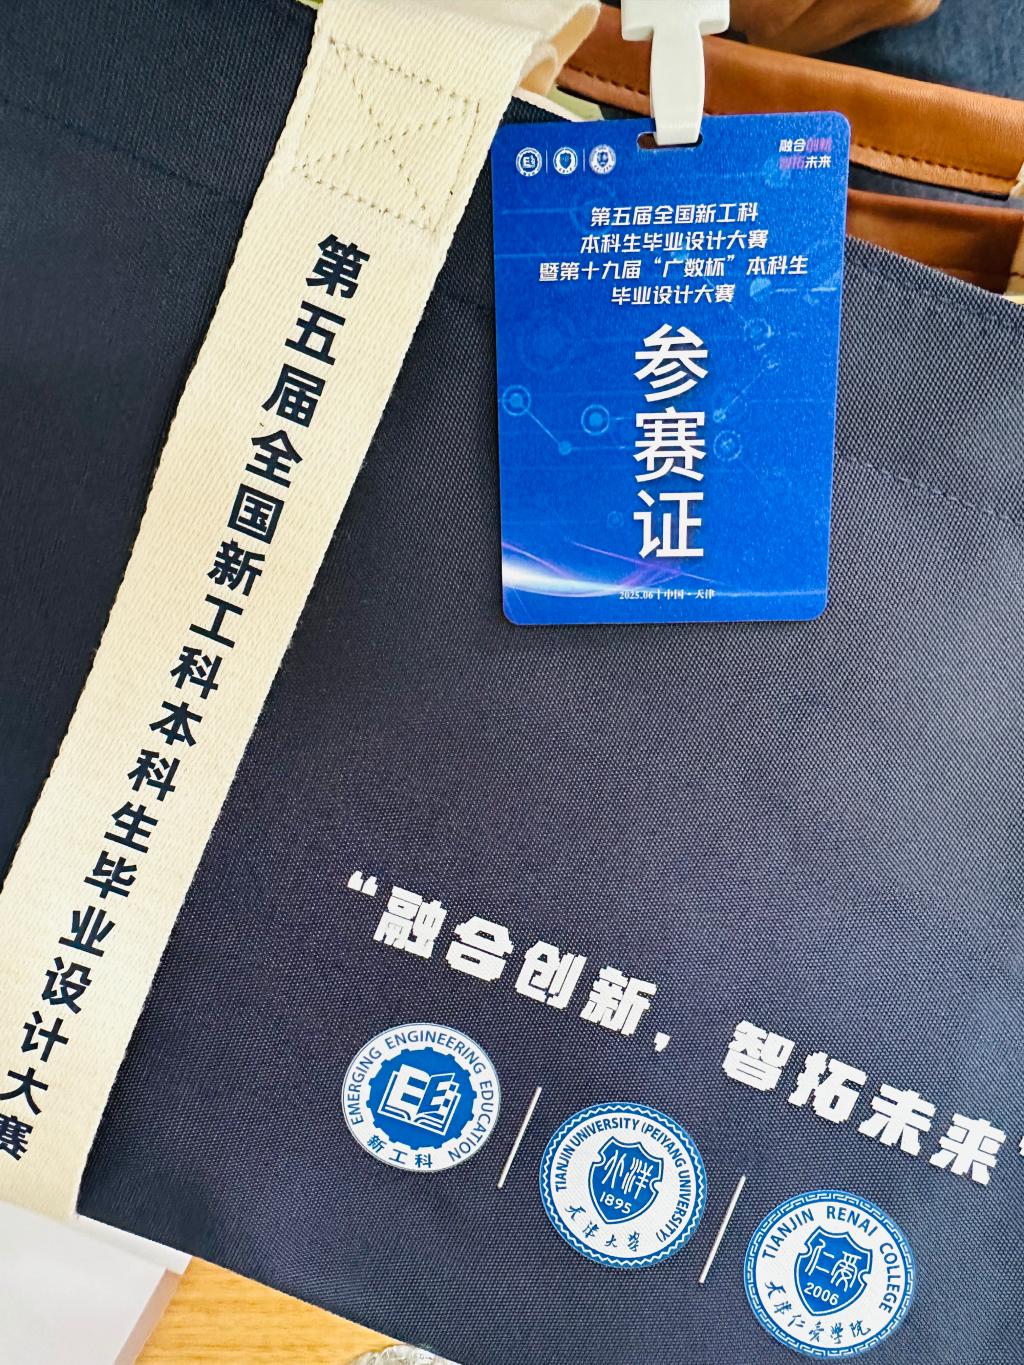 第五届全国新工科本科生毕业设计大赛
融合创新
智拓未来
第五届全国新工科
本科生毕业设计大赛
暨第十九届“广数杯”本科生
毕业设计大赛
参赛证
2025.06丨中国·天津
“融合创新，智拓未来
EMERGING ENGINEERING EDUCATION
新工科
TIANJIN UNIVERSITY (PEIYANG UNIVERSITY)
北洋
1895
天津大学
TIANJIN RENAI COLLEGE
仁爱
2006
天津仁爱学院